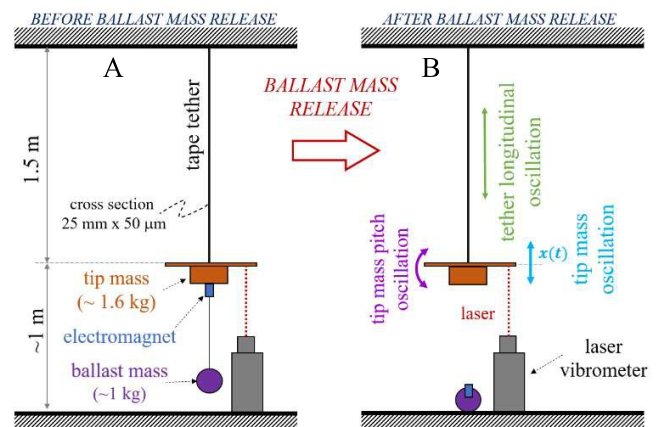 BEFORE BALLAST MASS RELEASE
A
1.5 m
tape tether
cross section
25 mm x 50 μm
tip mass
(~ 1.6 kg)
electromagnet
~1 m
ballast mass
(~1 kg)
BALLAST MASS
RELEASE
AFTER BALLAST MASS RELEASE
B
tether longitudinal
oscillation
tip mass pitch
oscillation
x(t)
tip mass
oscillation
laser
laser
vibrometer